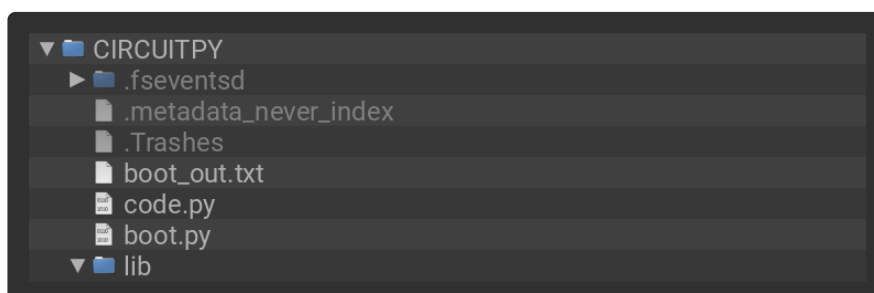 CIRCUITPY
.fseventsd
.metadata_never_index
.Trashes
boot_out.txt
code.py
boot.py
lib